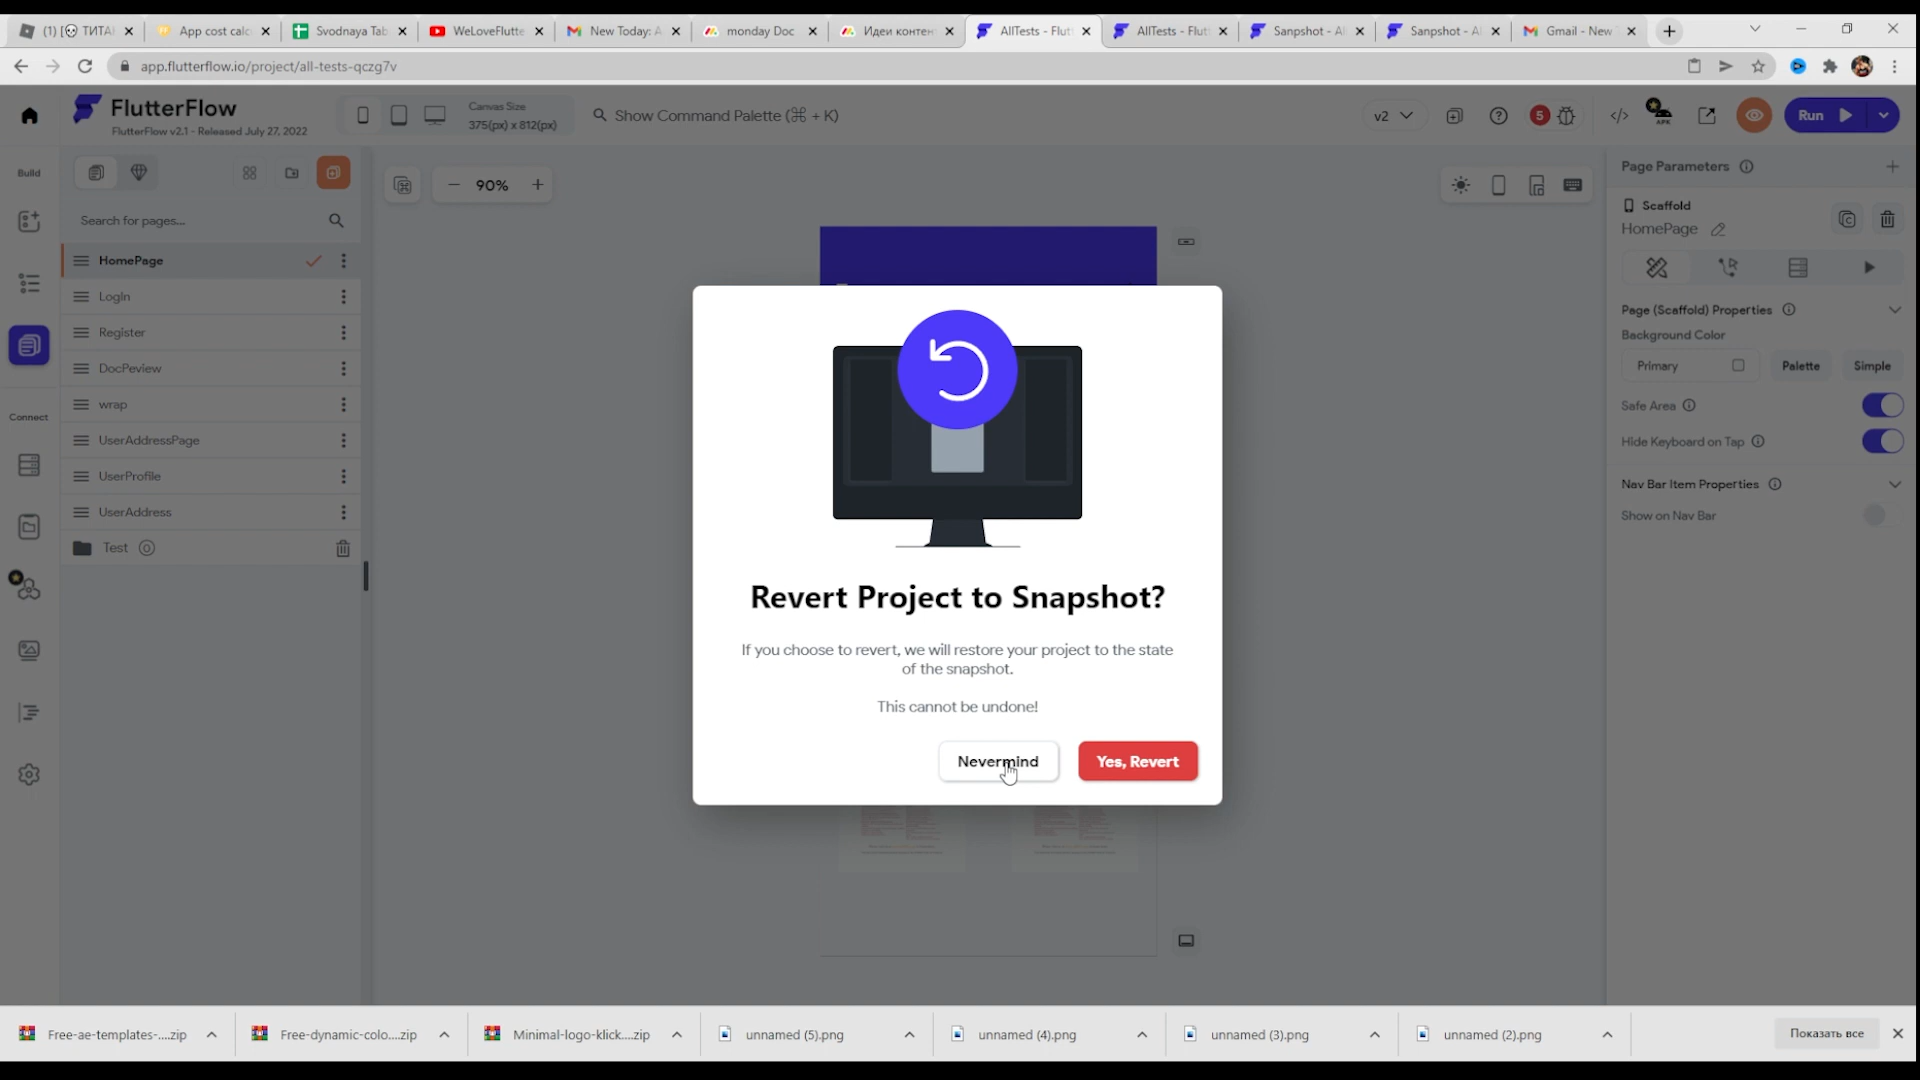 (1) [💀 ТИТА
App cost calc
Svodnaya Tab
WeLoveFlutte
New Today: A
monday Doc
Идеи контен
AllTests - Flut
AllTests - Flut
Sanpshot - Al
Sanpshot - Al
Gmail - New
app.flutterflow.io/project/all-tests-qczg7v
FlutterFlow
FlutterFlow v2.1 - Released July 27, 2022
Canvas Size
375(px) x 812(px)
Show Command Palette (⌘ + K)
v2
5
APK
Run
Build
90%
Search for pages...
HomePage
LogIn
Register
DocPeview
wrap
UserAddressPage
UserProfile
UserAddress
Test
Connect
Revert Project to Snapshot?
If you choose to revert, we will restore your project to the state
of the snapshot.
This cannot be undone!
Nevermind
Yes, Revert
Page Parameters
Scaffold
HomePage
Page (Scaffold) Properties
Background Color
Primary
Palette
Simple
Safe Area
Hide Keyboard on Tap
Nav Bar Item Properties
Show on Nav Bar
Free-ae-templates-....zip
Free-dynamic-colo....zip
Minimal-logo-klick....zip
unnamed (5).png
unnamed (4).png
unnamed (3).png
unnamed (2).png
Показать все